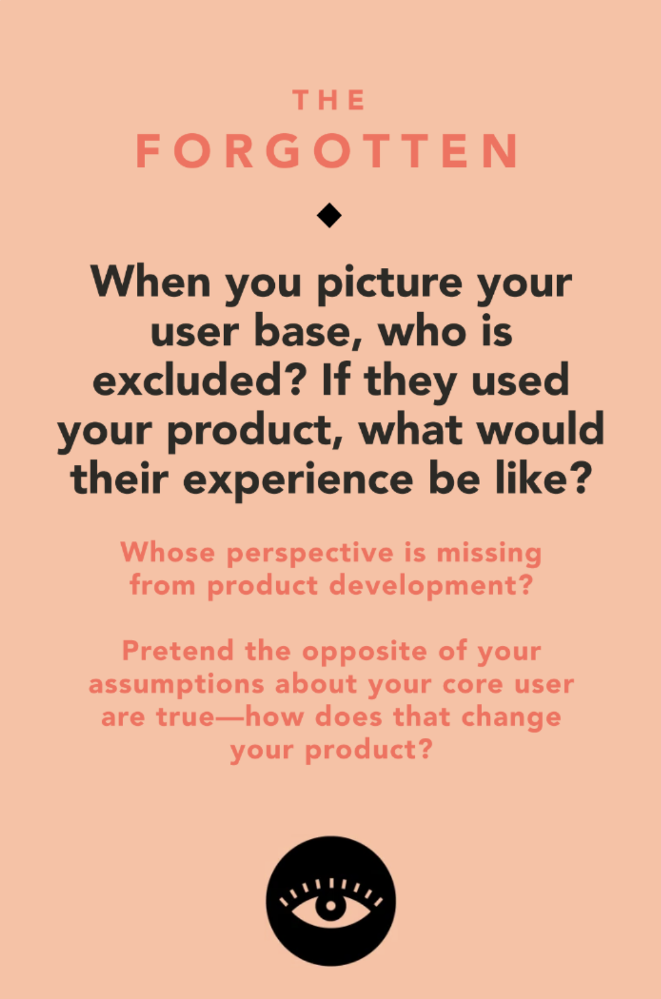 THE
FORGOTTEN
When you picture your
user base, who is
excluded? If they used
your product, what would
their experience be like?
Whose perspective is missing
from product development?
Pretend the opposite of your
assumptions about your core user
are true—how does that change
your product?